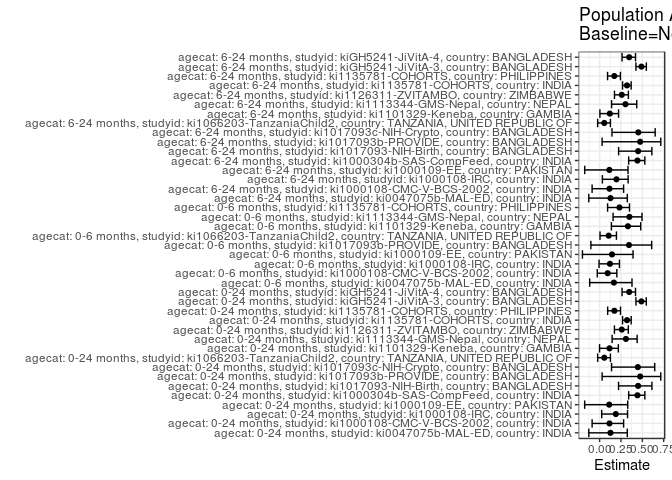 Population A
Baseline=No
agecat: 6-24 months, studyid: kiGH5241-JiVitA-4, country: BANGLADESH
agecat: 6-24 months, studyid: kiGH5241-JiVitA-3, country: BANGLADESH
agecat: 6-24 months, studyid: ki1135781-COHORTS, country: PHILIPPINES
agecat: 6-24 months, studyid: ki1135781-COHORTS, country: INDIA
agecat: 6-24 months, studyid: ki1126311-ZVITAMBO, country: ZIMBABWE
agecat: 6-24 months, studyid: ki1113344-GMS-Nepal, country: NEPAL
agecat: 6-24 months, studyid: ki1101329-Keneba, country: GAMBIA
agecat: 6-24 months, studyid: ki1066203-TanzaniaChild2, country: TANZANIA, UNITED REPUBLIC OF
agecat: 6-24 months, studyid: ki1017093c-NIH-Crypto, country: BANGLADESH
agecat: 6-24 months, studyid: ki1017093b-PROVIDE, country: BANGLADESH
agecat: 6-24 months, studyid: ki1017093-NIH-Birth, country: BANGLADESH
agecat: 6-24 months, studyid: ki1000304b-SAS-CompFeed, country: INDIA
agecat: 6-24 months, studyid: ki1000109-EE, country: PAKISTAN
agecat: 6-24 months, studyid: ki1000108-IRC, country: INDIA
agecat: 6-24 months, studyid: ki1000108-CMC-V-BCS-2002, country: INDIA
agecat: 6-24 months, studyid: ki0047075b-MAL-ED, country: INDIA
agecat: 0-6 months, studyid: ki1135781-COHORTS, country: PHILIPPINES
agecat: 0-6 months, studyid: ki1113344-GMS-Nepal, country: NEPAL
agecat: 0-6 months, studyid: ki1101329-Keneba, country: GAMBIA
agecat: 0-6 months, studyid: ki1066203-TanzaniaChild2, country: TANZANIA, UNITED REPUBLIC OF
agecat: 0-6 months, studyid: ki1017093b-PROVIDE, country: BANGLADESH
agecat: 0-6 months, studyid: ki1000109-EE, country: PAKISTAN
agecat: 0-6 months, studyid: ki1000108-IRC, country: INDIA
agecat: 0-6 months, studyid: ki1000108-CMC-V-BCS-2002, country: INDIA
agecat: 0-6 months, studyid: ki0047075b-MAL-ED, country: INDIA
agecat: 0-24 months, studyid: kiGH5241-JiVitA-4, country: BANGLADESH
agecat: 0-24 months, studyid: kiGH5241-JiVitA-3, country: BANGLADESH
agecat: 0-24 months, studyid: ki1135781-COHORTS, country: PHILIPPINES
agecat: 0-24 months, studyid: ki1135781-COHORTS, country: INDIA
agecat: 0-24 months, studyid: ki1126311-ZVITAMBO, country: ZIMBABWE
agecat: 0-24 months, studyid: ki1113344-GMS-Nepal, country: NEPAL
agecat: 0-24 months, studyid: ki1101329-Keneba, country: GAMBIA
agecat: 0-24 months, studyid: ki1066203-TanzaniaChild2, country: TANZANIA, UNITED REPUBLIC OF
agecat: 0-24 months, studyid: ki1017093c-NIH-Crypto, country: BANGLADESH
agecat: 0-24 months, studyid: ki1017093b-PROVIDE, country: BANGLADESH
agecat: 0-24 months, studyid: ki1017093-NIH-Birth, country: BANGLADESH
agecat: 0-24 months, studyid: ki1000304b-SAS-CompFeed, country: INDIA
agecat: 0-24 months, studyid: ki1000109-EE, country: PAKISTAN
agecat: 0-24 months, studyid: ki1000108-IRC, country: INDIA
agecat: 0-24 months, studyid: ki1000108-CMC-V-BCS-2002, country: INDIA
agecat: 0-24 months, studyid: ki0047075b-MAL-ED, country: INDIA
0.00 0.25 0.50 0.75
Estimate